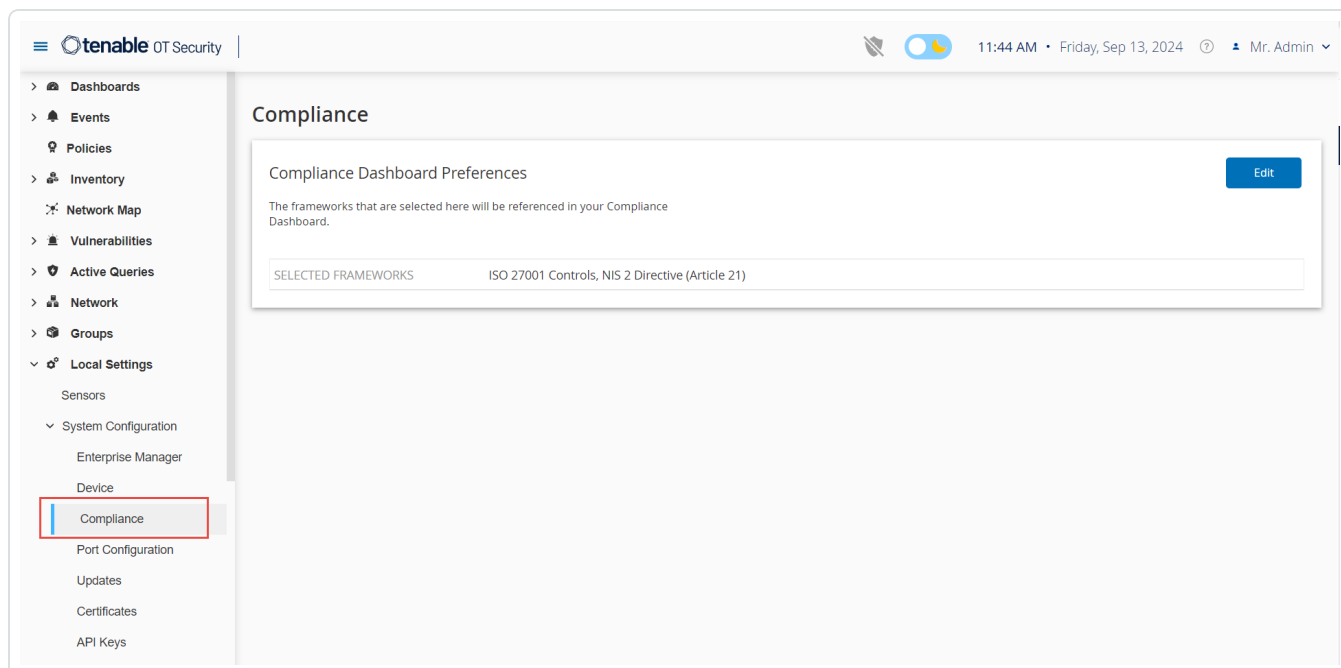 tenable OT Security
11:44 AM • Friday, Sep 13, 2024 ? Mr. Admin
Dashboards
Events
Policies
Inventory
Network Map
Vulnerabilities
Active Queries
Network
Groups
Local Settings
Sensors
System Configuration
Enterprise Manager
Device
Compliance
Port Configuration
Updates
Certificates
API Keys
Compliance
Compliance Dashboard Preferences
Edit
The frameworks that are selected here will be referenced in your Compliance
Dashboard.
SELECTED FRAMEWORKS ISO 27001 Controls, NIS 2 Directive (Article 21)